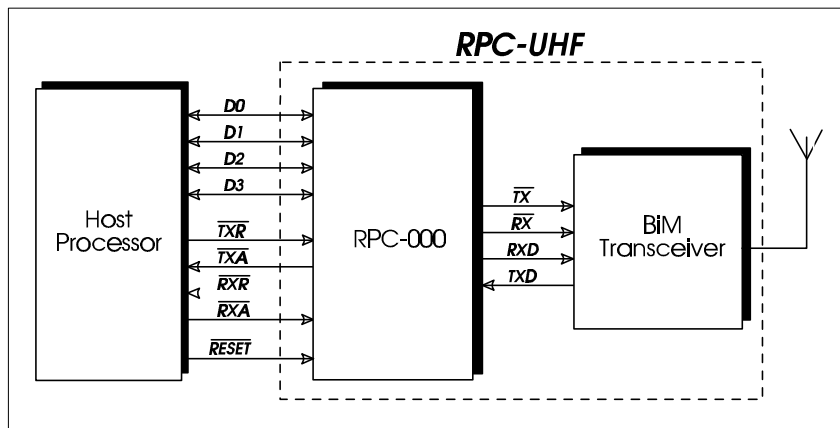 RPC-UHF
D0
D1
D2
D3
TXR
TXA
RXR
RXA
RESET
Host
Processor
RPC-000
TX
RX
RXD
TXD
BiM
Transceiver